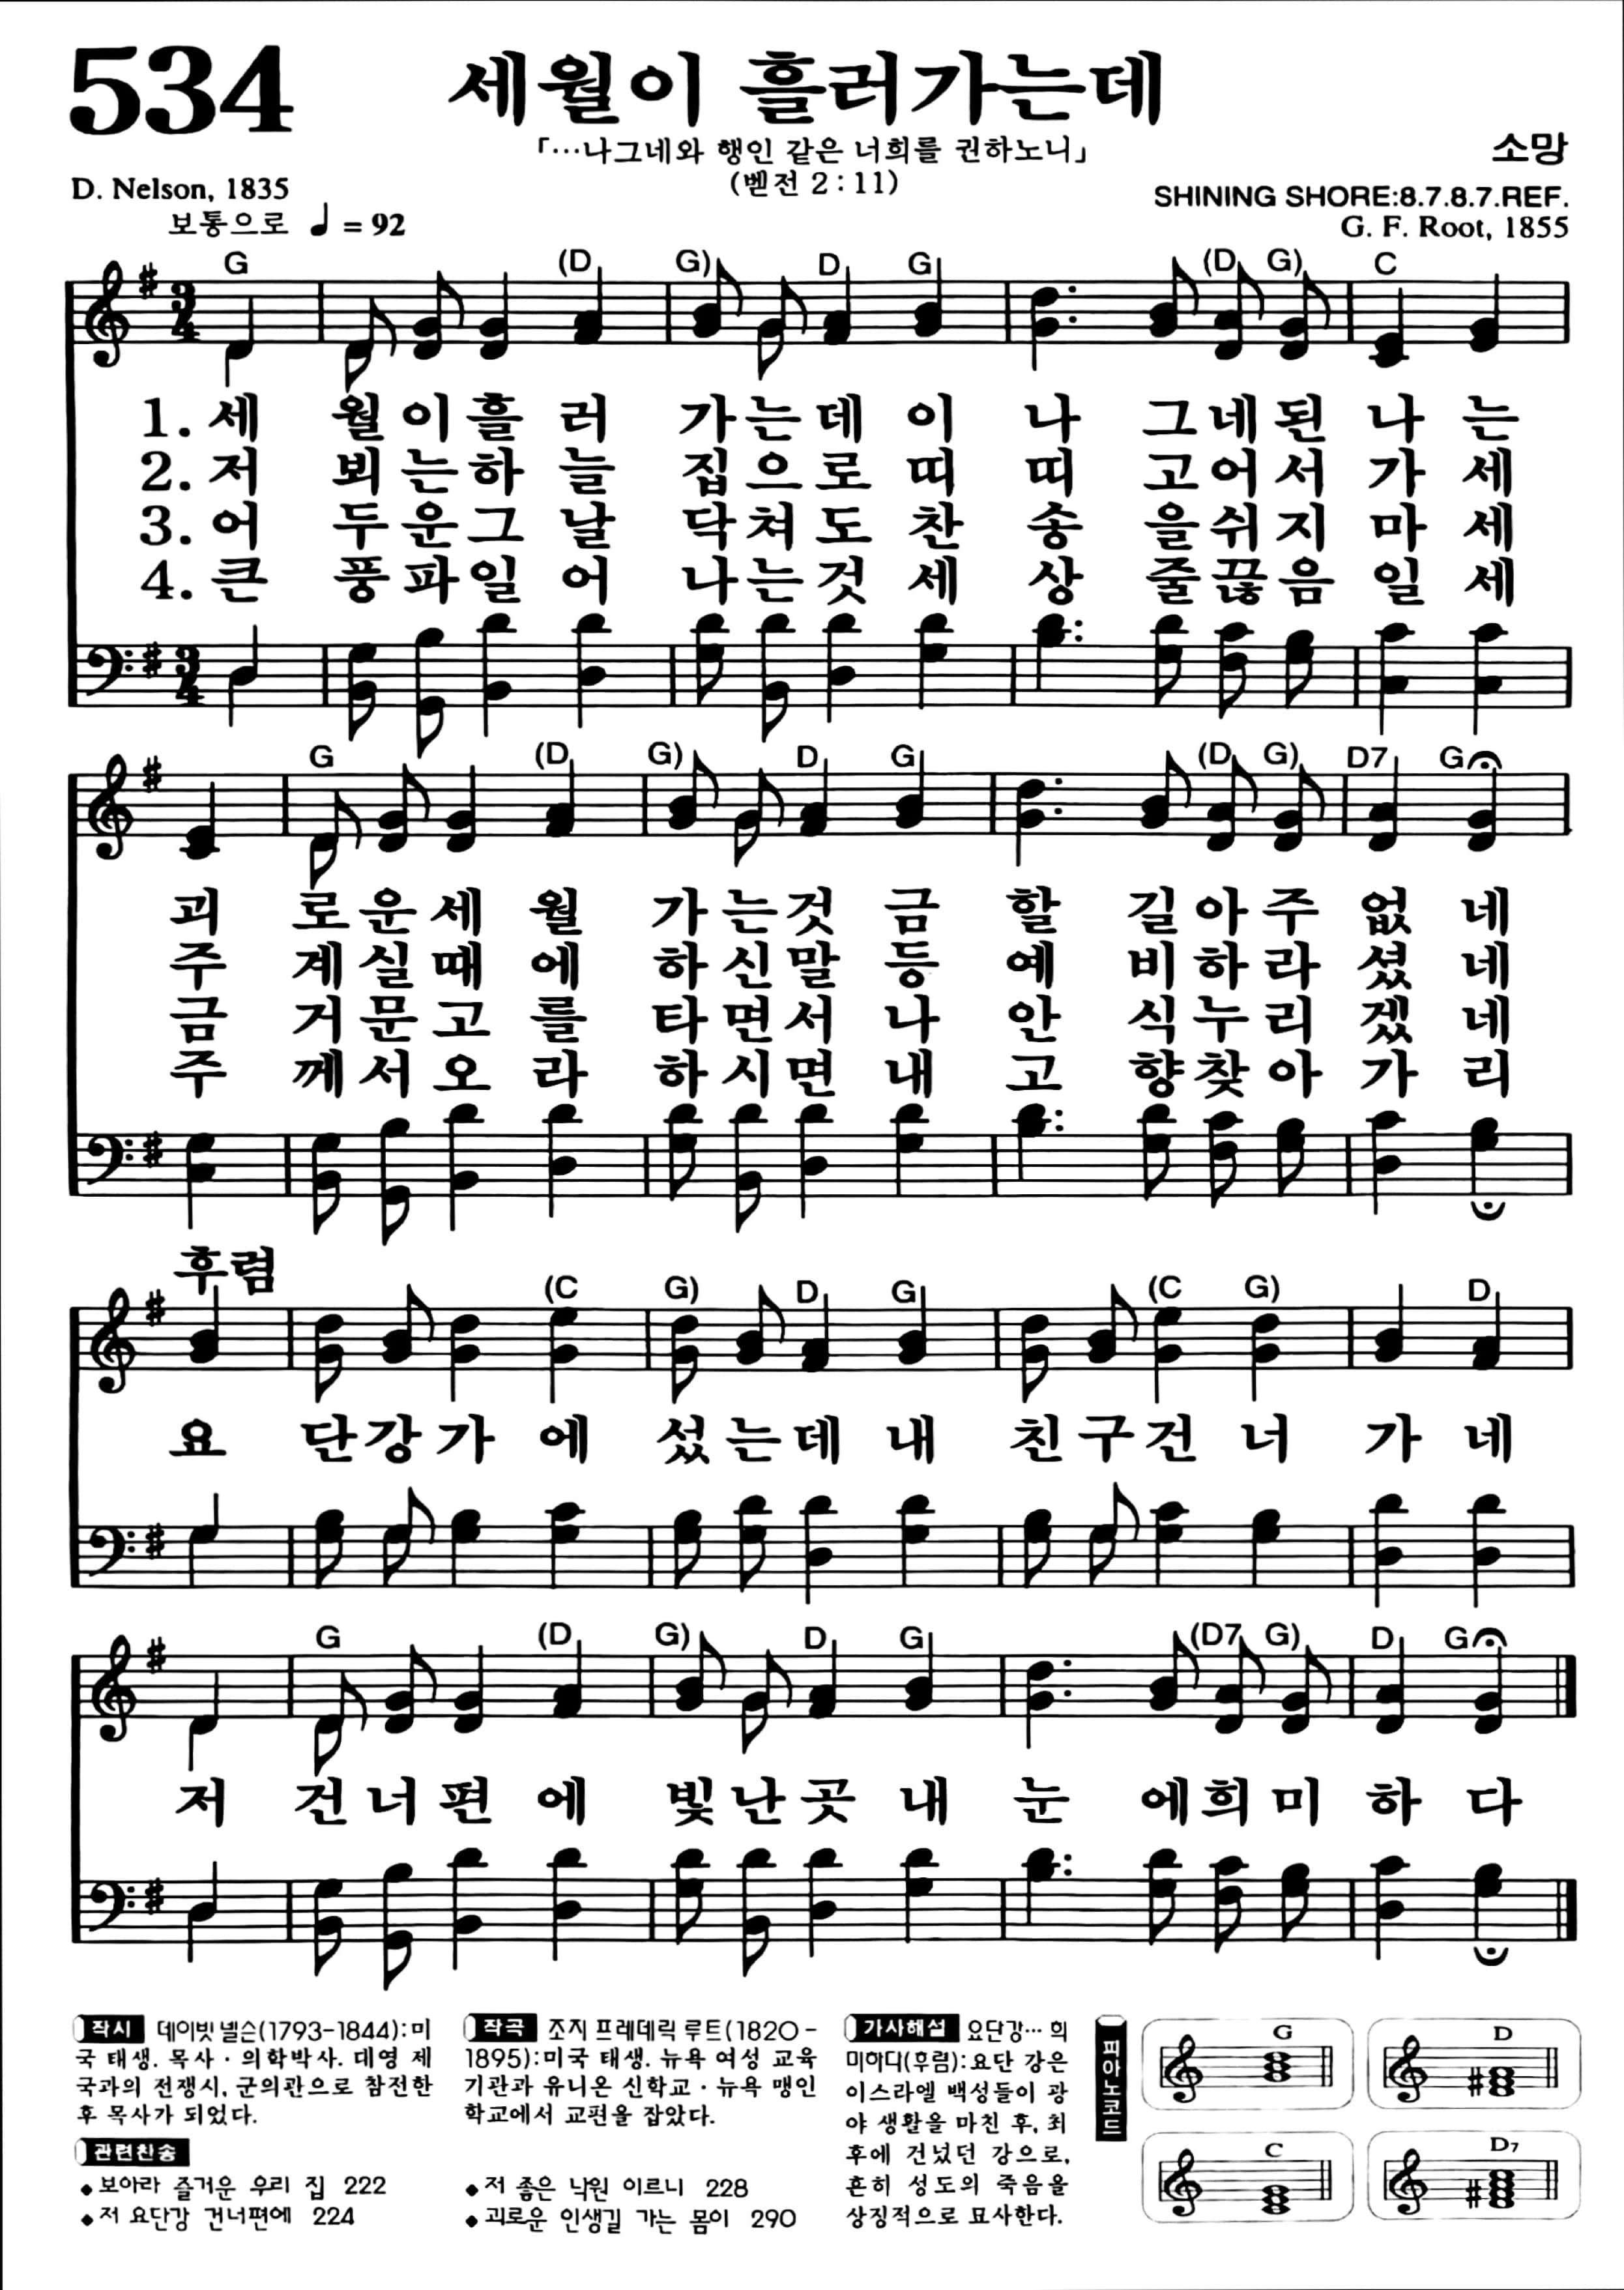 534
세월이 흘러가는데
「…나그네와 행인 같은 너희를 권하노니」
(벧전 2 : 11)
소망
D. Nelson, 1835
SHINING SHORE:8.7.8.7.REF.
보통으로 ♩ = 92
G. F. Root, 1855
G (D G) D G (D G) C
3/4
1. 세 월 이 흘 러 가 는 데 이 나 그 네 된 나 는
2. 저 뵈 는 하 늘 집 으 로 띠 띠 고 어 서 가 세
3. 어 두 운 그 날 닥 쳐 도 찬 송 을 쉬 지 마 세
4. 큰 풍 파 일 어 나 는 것 세 상 줄 끊 음 일 세
3/4
G (D G) D G (D G) D7 G
괴 로 운 세 월 가 는 것 금 할 길 아 주 없 네
주 계 실 때 에 하 신 말 등 예 비 하 라 셨 네
금 거 문 고 를 타 면 서 나 안 식 누 리 겠 네
주 께 서 오 라 하 시 면 내 고 향 찾 아 가 리
후렴
(C G) D G (C G) D
요 단 강 가 에 섰 는 데 내 친 구 건 너 가 네
G (D G) D G (D7 G) D G
저 건 너 편 에 빛 난 곳 내 눈 에 희 미 하 다
작시 데이빗 넬슨(1793-1844):미
국 태생. 목사 · 의학박사. 대영 제
국과의 전쟁시, 군의관으로 참전한
후 목사가 되었다.
관련찬송
◆보아라 즐거운 우리 집 222
◆저 요단강 건너편에 224
작곡 조지 프레데릭 루트(1820-
1895):미국 태생. 뉴욕 여성 교육
기관과 유니온 신학교 · 뉴욕 맹인
학교에서 교편을 잡았다.
◆저 좋은 낙원 이르니 228
◆괴로운 인생길 가는 몸이 290
가사해설 요단강… 희
미하다(후렴):요단 강은
이스라엘 백성들이 광
야 생활을 마친 후, 최
후에 건넜던 강으로,
흔히 성도의 죽음을
상징적으로 묘사한다.
피아노코드
G
D
C
D7